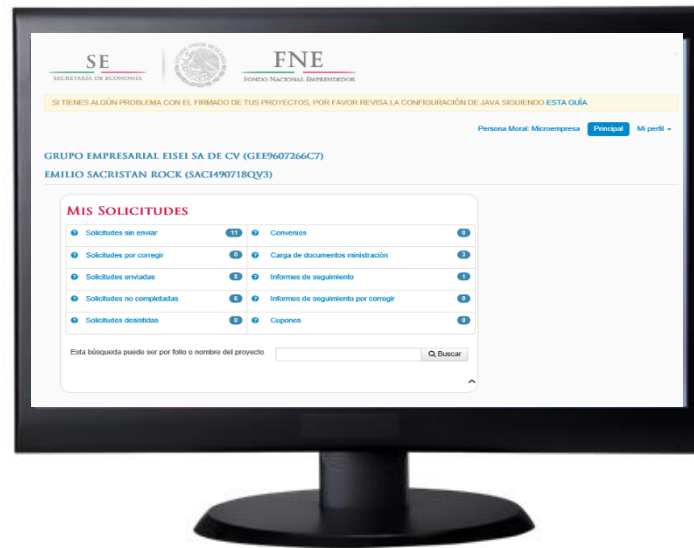 SE
SECRETARÍA DE ECONOMÍA
FNE
FONDO NACIONAL EMPRENDEDOR
SI TIENES ALGÚN PROBLEMA CON EL FIRMADO DE TUS PROYECTOS, POR FAVOR REVISA LA CONFIGURACIÓN DE JAVA SIGUIENDO ESTA GUÍA.
Persona Moral: Microempresa Principal Mi perfil
GRUPO EMPRESARIAL EISEI SA DE CV (GEE9607266C7)
EMILIO SACRISTAN ROCK (SACI490718QV3)
MIS SOLICITUDES
Solicitudes sin enviar 11 Convenios 0
Solicitudes por corregir 0 Carga de documentos ministración 2
Solicitudes enviadas 8 Informes de seguimiento 1
Solicitudes no completadas 6 Informes de seguimiento por corregir 0
Solicitudes desistidas 0 Cupones 0
Esta búsqueda puede ser por folio o nombre del proyecto Buscar